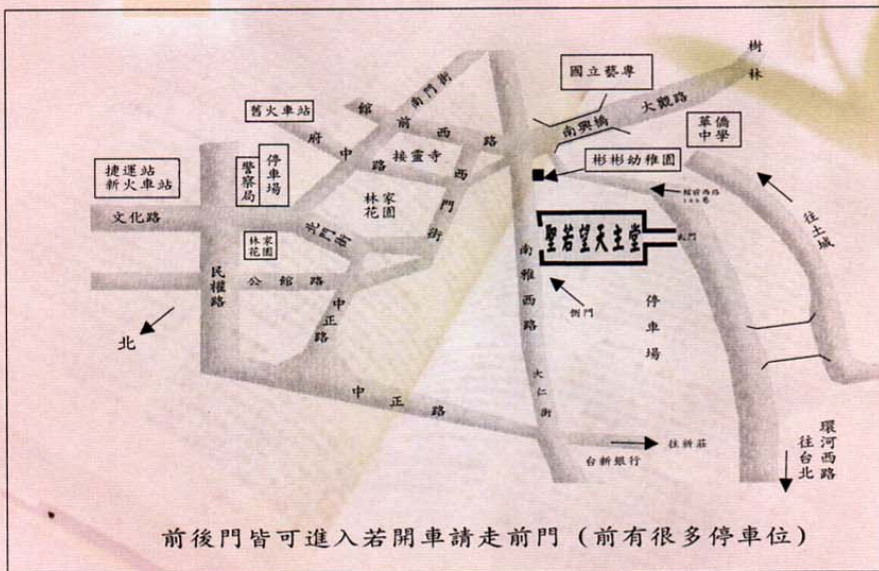 樹林
國立藝專
大觀路
南興橋
華僑中學
南門街
館前西路
舊火車站
府中路
接靈寺
西門街
彬彬幼稚園
捷運站
新火車站
停車場
警察局
文化路
林家花園
北門街
林家花園
館前西路
往土城
聖若望天主堂
南雅西路
民權路
公館路
中正路
側門
停車場
北
中正路
大仁街
往新莊
台新銀行
環河西路
往台北
前後門皆可進入若開車請走前門（前有很多停車位）